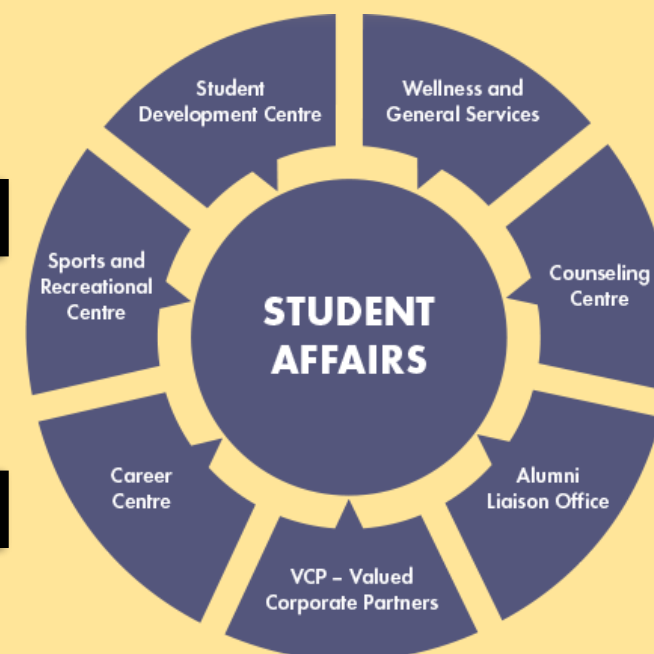 Student
Development Centre
Wellness and
General Services
Sports and
Recreational
Centre
Counseling
Centre
STUDENT
AFFAIRS
Career
Centre
Alumni
Liaison Office
VCP – Valued
Corporate Partners